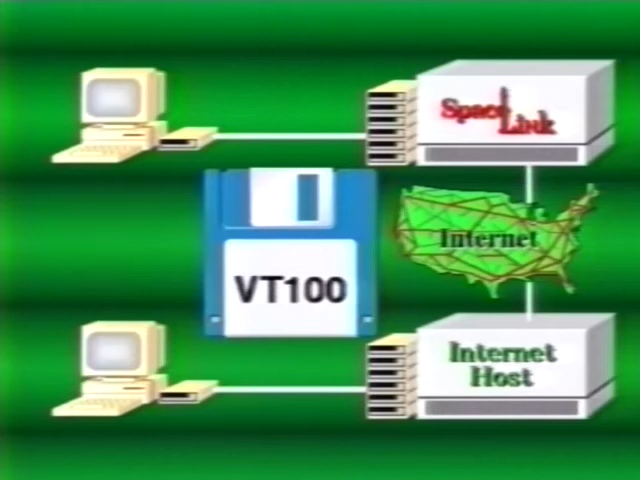 Space
Link
VT100
Internet
Internet
Host